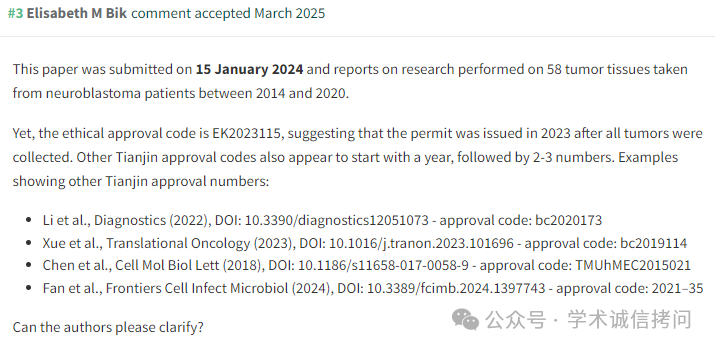 #3 Elisabeth M Bik comment accepted March 2025
This paper was submitted on 15 January 2024 and reports on research performed on 58 tumor tissues taken
from neuroblastoma patients between 2014 and 2020.
Yet, the ethical approval code is EK2023115, suggesting that the permit was issued in 2023 after all tumors were
collected. Other Tianjin approval codes also appear to start with a year, followed by 2-3 numbers. Examples
showing other Tianjin approval numbers:
• Li et al., Diagnostics (2022), DOI: 10.3390/diagnostics12051073 - approval code: bc2020173
• Xue et al., Translational Oncology (2023), DOI: 10.1016/j.tranon.2023.101696 - approval code: bc2019114
• Chen et al., Cell Mol Biol Lett (2018), DOI: 10.1186/s11658-017-0058-9 - approval code: TMUhMEC2015021
• Fan et al., Frontiers Cell Infect Microbiol (2024), DOI: 10.3389/fcimb.2024.1397743 - approval code: 2021–35
Can the authors please clarify?
公众号 · 学术诚信拷问